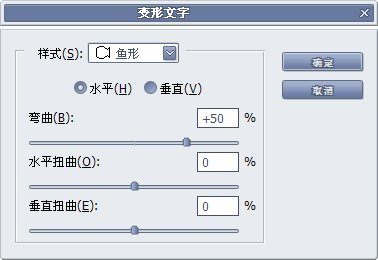 变形文字
样式(S): 鱼形
确定
水平(H) 垂直(V)
取消
弯曲(B): +50 %
水平扭曲(O): 0 %
垂直扭曲(E): 0 %